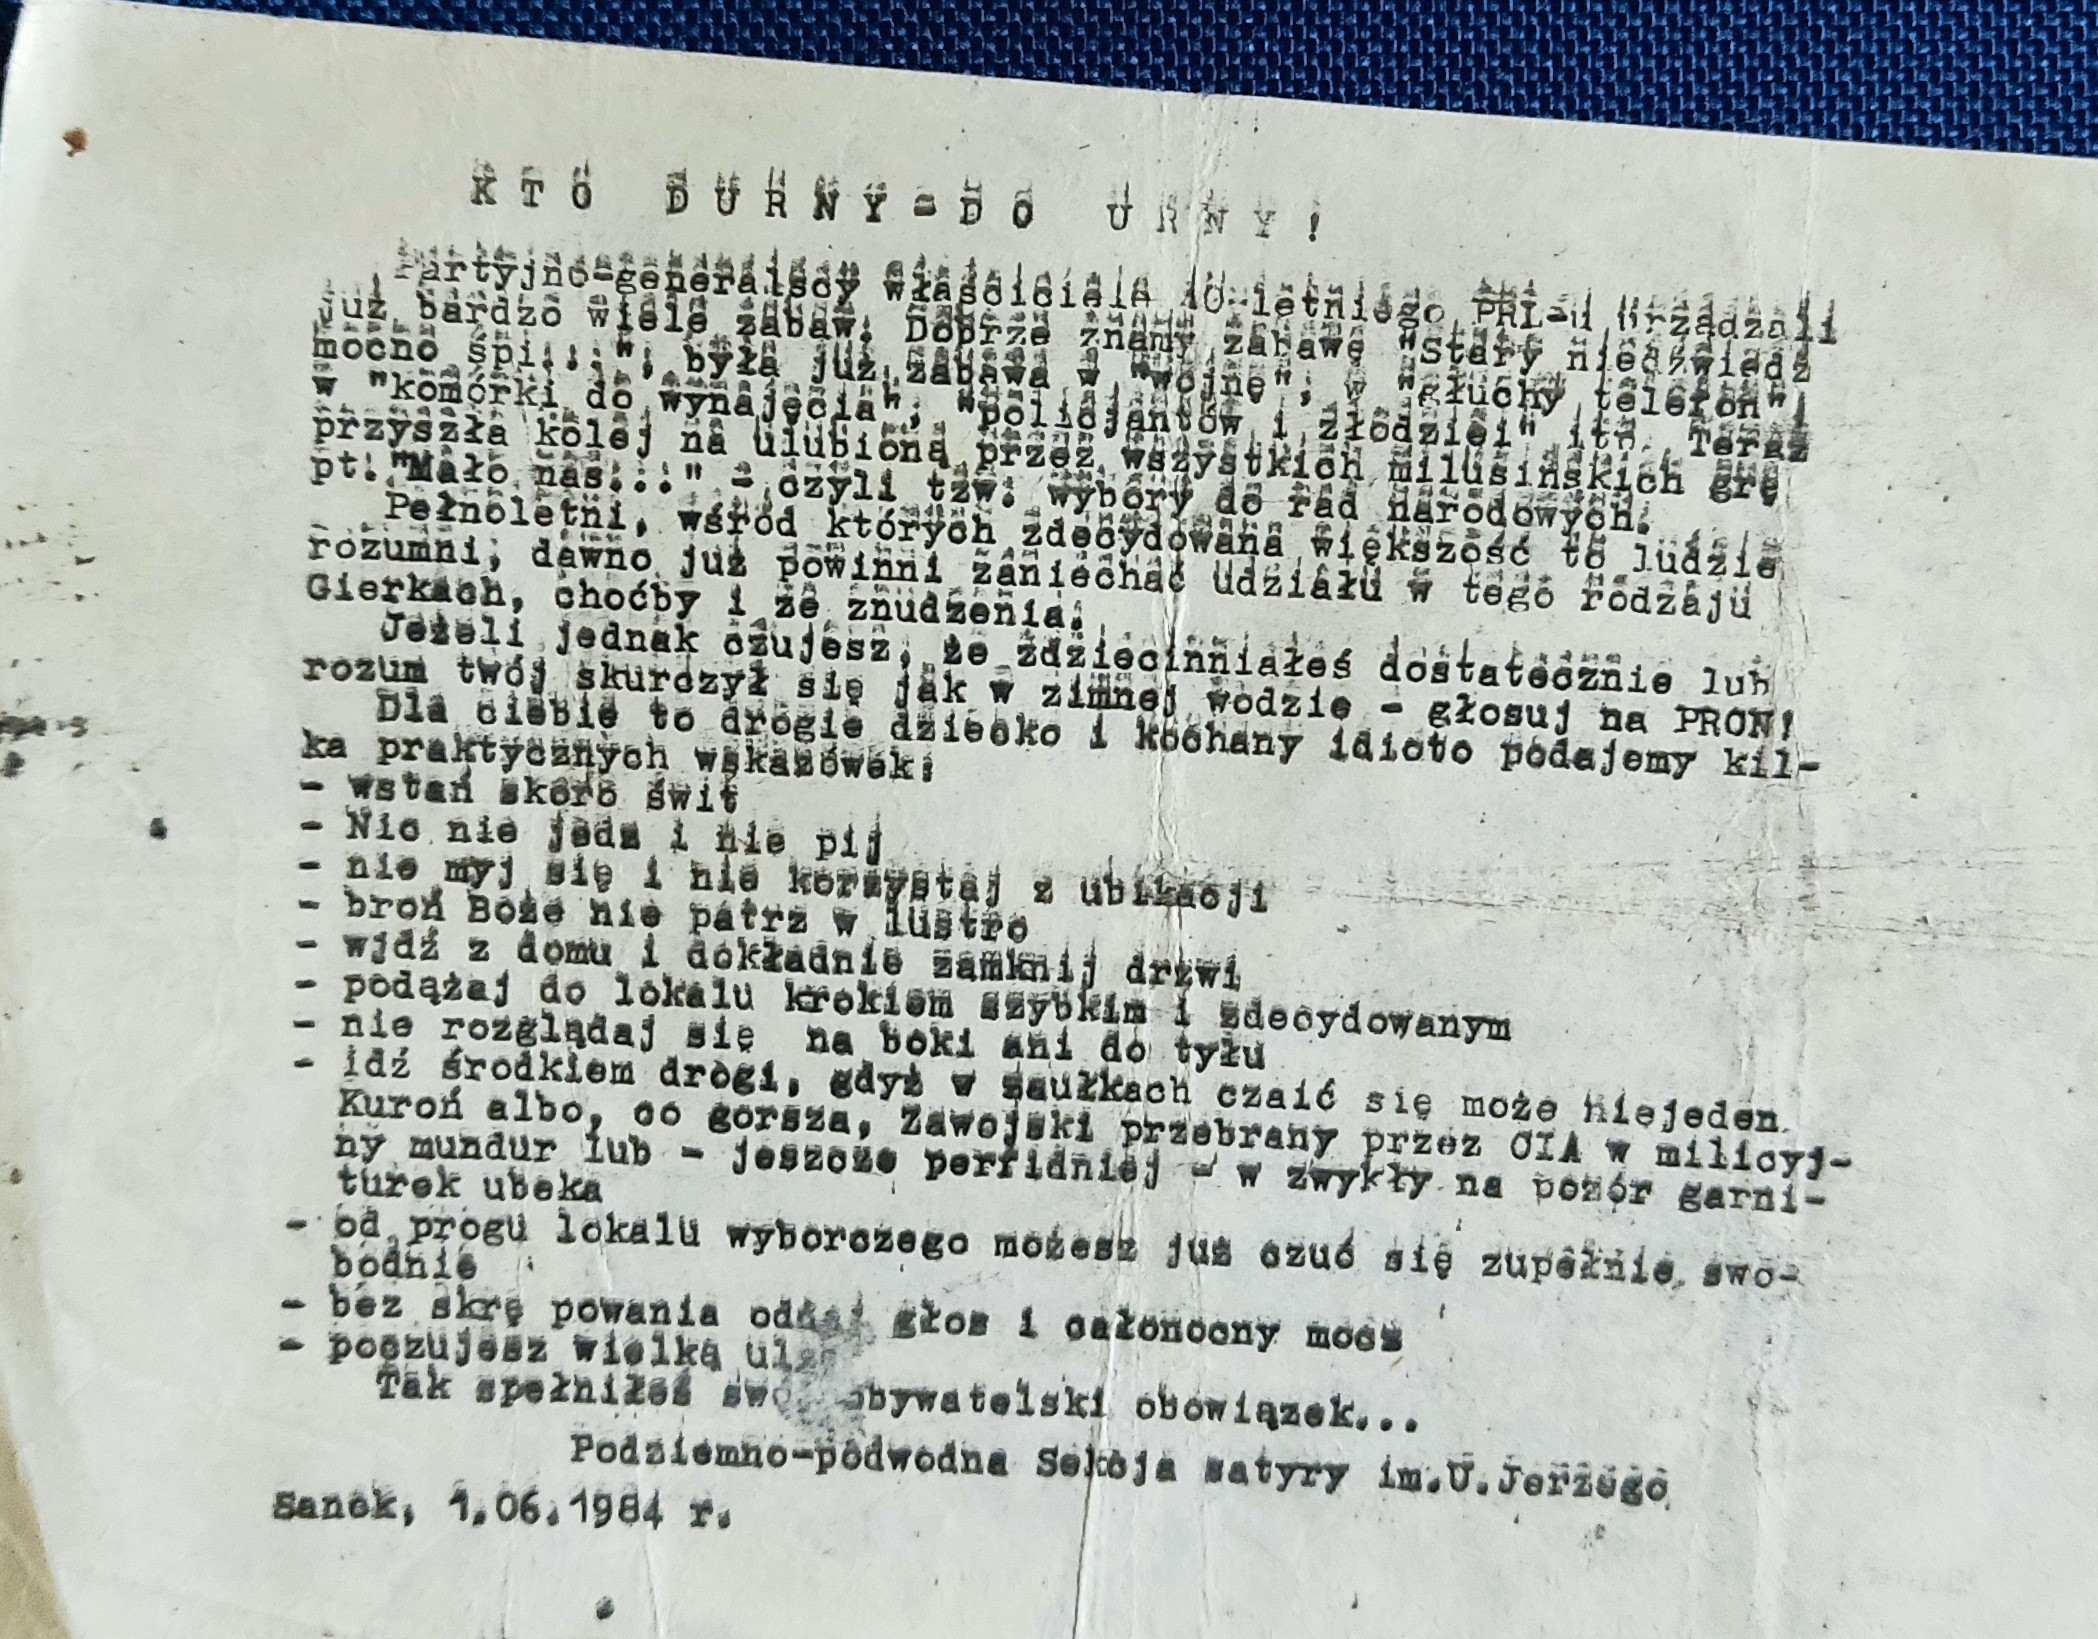 KTO DURNY-DO URNY!
Partyjno-generalscy właściciele 40-letniego PRL-u urządzali
już bardzo wiele zabaw. Dobrze znamy zabawę "Stary niedźwiedź
mocno śpi...", była już zabawa w "wojnę", w "głuchy telefon",
w "komórki do wynajęcia", "policjantów i złodziei" itp. Teraz
przyszła kolej na ulubioną przez wszystkich milusińskich grę
pt."Mało nas..." - czyli tzw. wybory do rad narodowych.
Pełnoletni, wśród których zdecydowana większość to ludzie
rozumni, dawno już powinni zaniechać udziału w tego rodzaju
Gierkach, choćby i ze znudzenia.
Jeżeli jednak czujesz, że zdziecinniałeś dostatecznie lub
rozum twój skurczył się jak w zimnej wodzie - głosuj na PRON!
Dla ciebie to drogie dziecko i kochany idioto podajemy kil-
ka praktycznych wskazówek:
- wstań skoro świt
- Nic nie jedz i nie pij
- nie myj się i nie korzystaj z ubikacji
- broń Boże nie patrz w lustro
- wjdź z domu i dokładnie zamknij drzwi
- podążaj do lokalu krokiem szybkim i zdecydowanym
- nie rozglądaj się na boki ani do tyłu
- idź środkiem drogi, gdyż w zaułkach czaić się może niejeden
Kuroń albo, co gorsza, Zawojski przebrany przez CIA w milicyj-
ny mundur lub - jeszcze perfidniej - w zwykły na pozór garni-
turek ubeka
- od progu lokalu wyborczego możesz już czuć się zupełnie swo-
bodnie
- bez skrę powania oddaj głos i całonocny mocz
- poczujesz wielką
Tak spełniłeś swój obywatelski obowiązek...
Podziemno-podwodna Sekcja satyry im.U.Jerzego
Sanok, 1.06.1984 r.